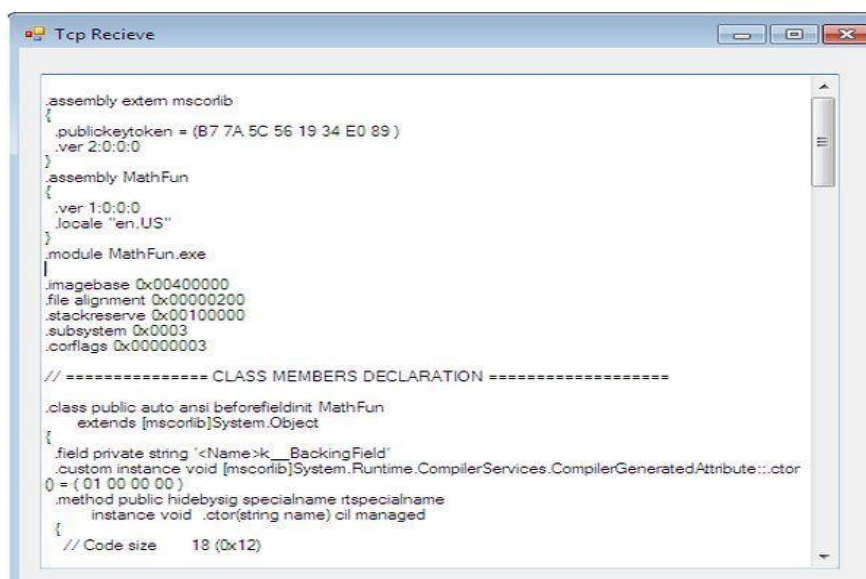 Tcp Recieve
.assembly extern mscorlib
{
.publickeytoken = (B7 7A 5C 56 19 34 E0 89 )
.ver 2:0:0:0
}
.assembly MathFun
{
.ver 1:0:0:0
.locale "en.US"
}
.module MathFun.exe
.imagebase 0x00400000
.file alignment 0x00000200
.stackreserve 0x00100000
.subsystem 0x0003
.corflags 0x00000003
// =============== CLASS MEMBERS DECLARATION ===================
.class public auto ansi beforefieldinit MathFun
extends [mscorlib]System.Object
{
.field private string '<Name>k__BackingField'
.custom instance void [mscorlib]System.Runtime.CompilerServices.CompilerGeneratedAttribute::.ctor
() = ( 01 00 00 00 )
.method public hidebysig specialname rtspecialname
instance void .ctor(string name) cil managed
{
// Code size 18 (0x12)